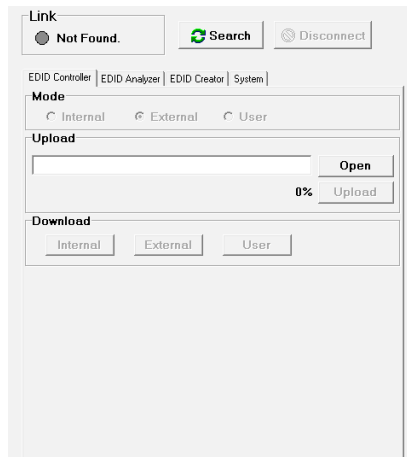 Link
Not Found.
Search
Disconnect
EDID Controller EDID Analyzer EDID Creator System
Mode
Internal External User
Upload
Open
0% Upload
Download
Internal External User